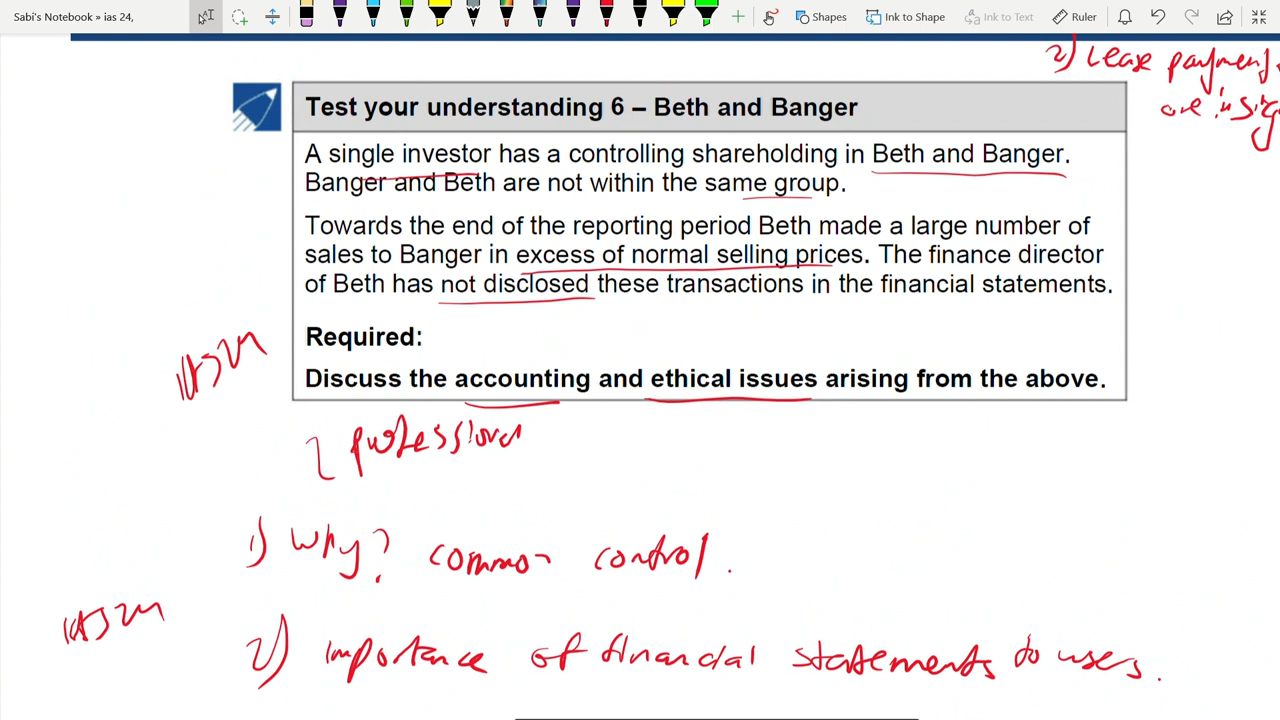 Sabi's Notebook » ias 24,
Shapes
Ink to Shape
Ink to Text
Ruler
2) Lease payment
are insig
Test your understanding 6 – Beth and Banger
A single investor has a controlling shareholding in Beth and Banger.
Banger and Beth are not within the same group.
Towards the end of the reporting period Beth made a large number of
sales to Banger in excess of normal selling prices. The finance director
of Beth has not disclosed these transactions in the financial statements.
Required:
Discuss the accounting and ethical issues arising from the above.
IAS24
2 professional
1) Why? common control.
IAS24
2) importance of financial statements to users.